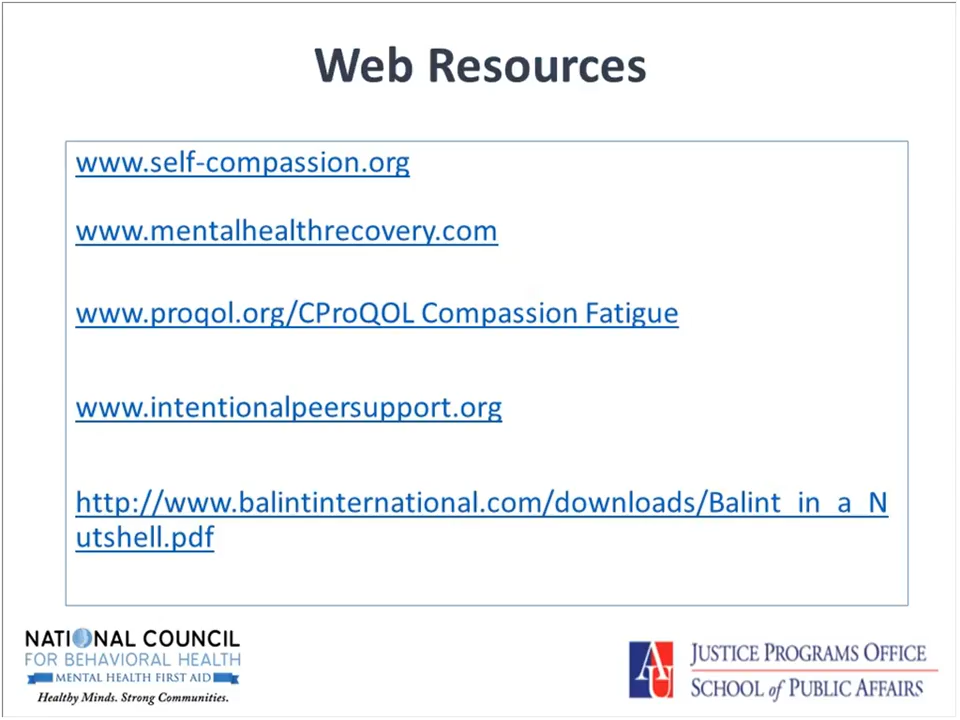 Web Resources
www.self-compassion.org
www.mentalhealthrecovery.com
www.proqol.org/CProQOL Compassion Fatigue
www.intentionalpeersupport.org
http://www.balintinternational.com/downloads/Balint_in_a_N
utshell.pdf
NATIONAL COUNCIL
FOR BEHAVIORAL HEALTH
MENTAL HEALTH FIRST AID
Healthy Minds. Strong Communities.
AU
JUSTICE PROGRAMS OFFICE
SCHOOL of PUBLIC AFFAIRS